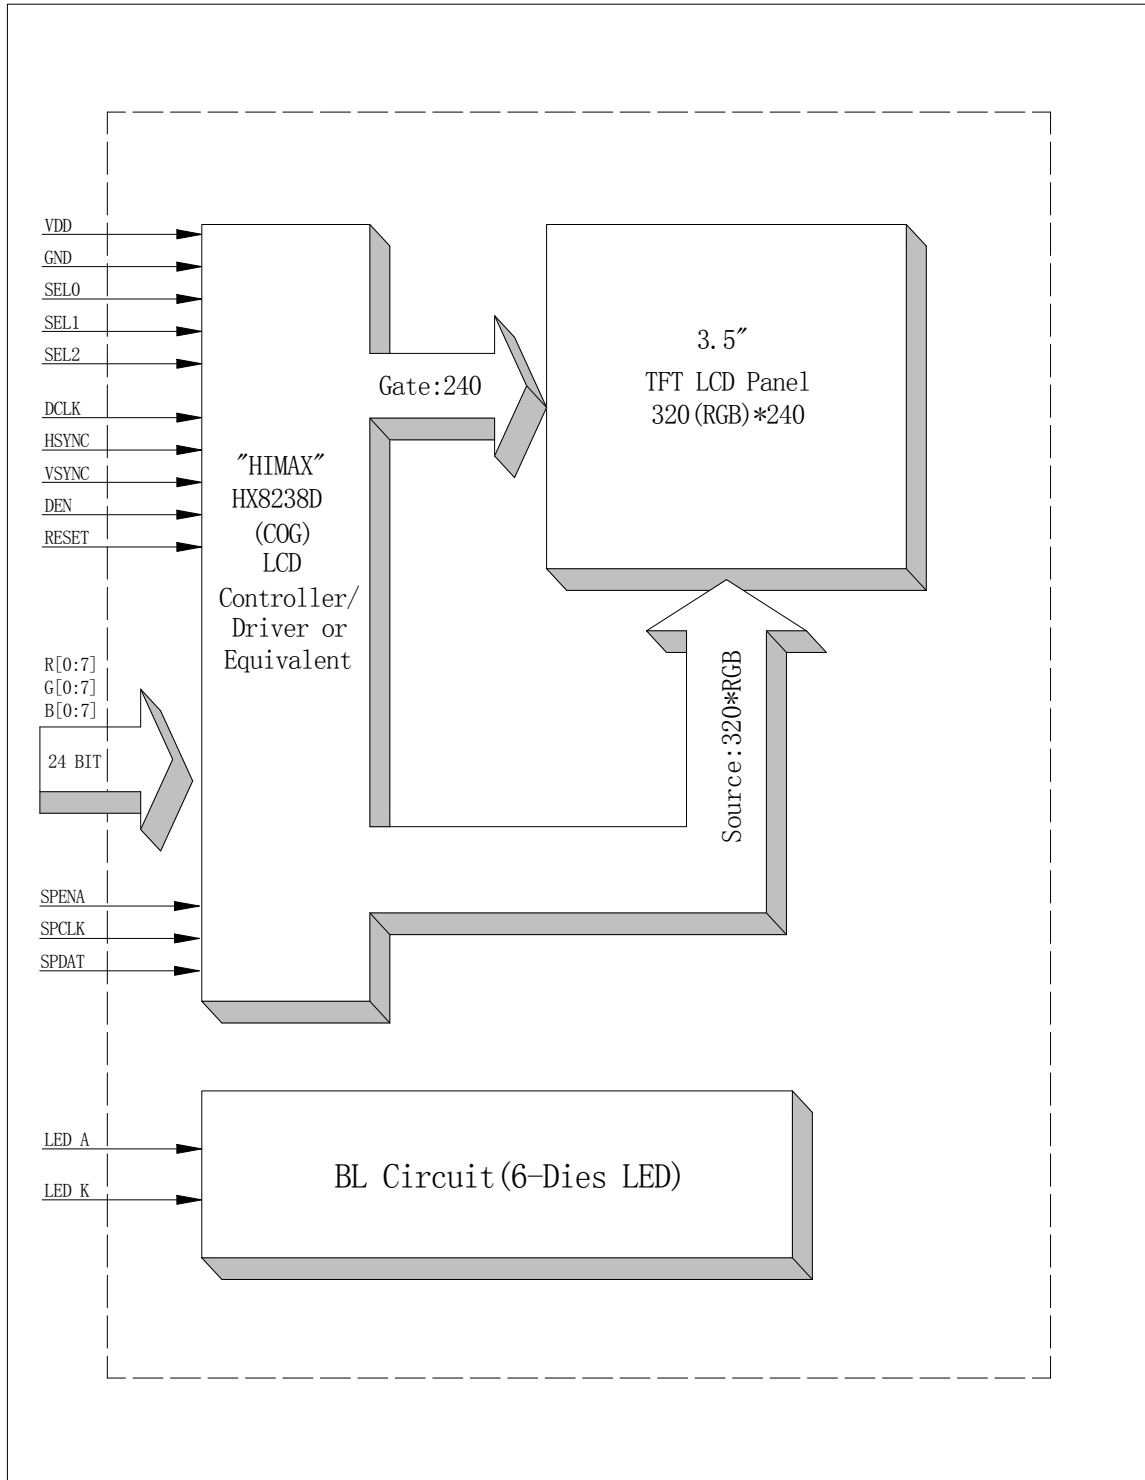 VDD
GND
SEL0
SEL1
SEL2
DCLK
HSYNC
VSYNC
DEN
RESET
R[0:7]
G[0:7]
B[0:7]
24 BIT
SPENA
SPCLK
SPDAT
"HIMAX"
HX8238D
(COG)
LCD
Controller/
Driver or
Equivalent
Gate:240
3.5"
TFT LCD Panel
320(RGB)*240
Source:320*RGB
LED A
LED K
BL Circuit(6-Dies LED)